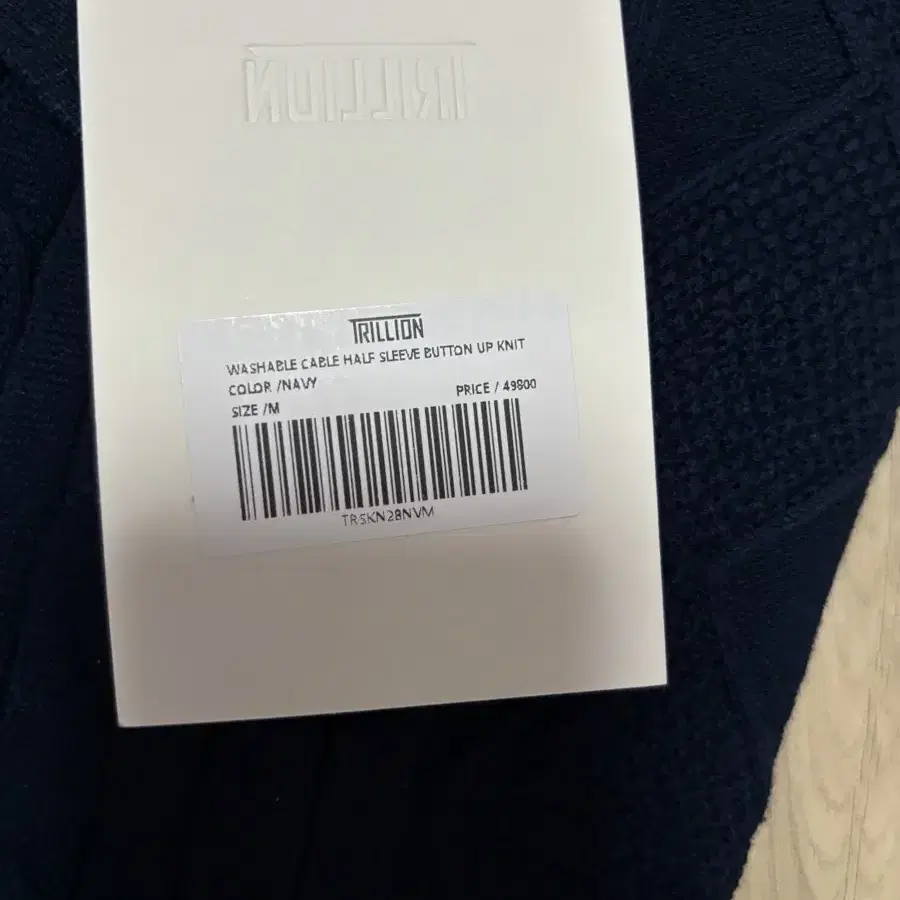 TRILLION
TRILLION
WASHABLE CABLE HALF SLEEVE BUTTON UP KNIT
COLOR /NAVY
PRICE / 49800
SIZE /M
TRSKN28NVM